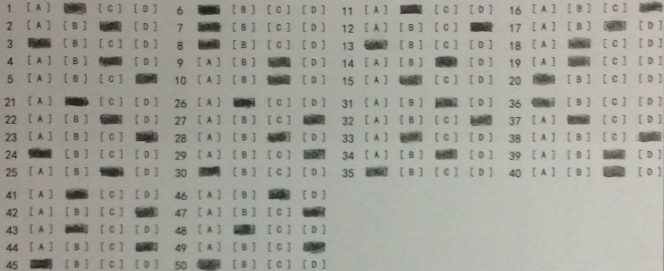 1 [A] [C] [D] 6 [B] [C] [D] 11 [A] [C] [D] 16 [A] [B] [C]
2 [A] [B] [D] 7 [B] [C] [D] 12 [A] [B] [C] 17 [A] [B] [D]
3 [B] [C] [D] 8 [B] [C] [D] 13 [B] [C] [D] 18 [A] [C] [D]
4 [A] [B] [D] 9 [A] [B] [D] 14 [A] [B] [D] 19 [A] [C] [D]
5 [A] [B] [C] 10 [A] [B] [D] 15 [A] [C] [D] 20 [B] [C] [D]
21 [A] [C] [D] 26 [A] [C] [D] 31 [A] [B] [D] 36 [B] [C] [D]
22 [A] [B] [D] 27 [A] [B] [C] 32 [A] [B] [C] 37 [A] [C] [D]
23 [A] [B] [C] 28 [A] [B] [D] 33 [A] [C] [D] 38 [A] [B] [C]
24 [B] [C] [D] 29 [A] [B] [C] 34 [A] [B] [D] 39 [A] [B] [D]
25 [A] [B] [D] 30 [B] [C] [D] 35 [B] [C] [D] 40 [A] [B] [D]
41 [A] [C] [D] 46 [A] [B] [D]
42 [A] [B] [C] 47 [A] [B] [C]
43 [A] [C] [D] 48 [A] [C] [D]
44 [A] [B] [C] 49 [A] [B] [C]
45 [B] [C] [D] 50 [B] [C] [D]